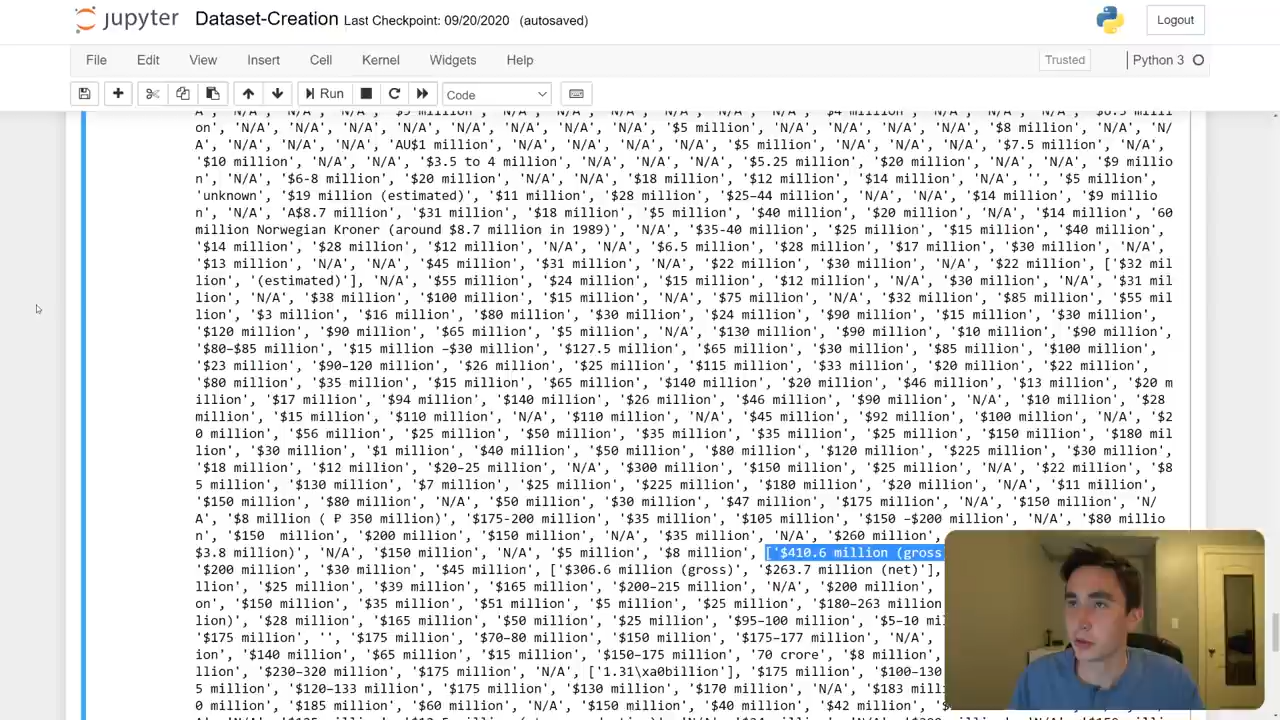 jupyter Dataset-Creation Last Checkpoint: 09/20/2020 (autosaved) Logout
File Edit View Insert Cell Kernel Widgets Help Trusted Python 3
Run Code
on', 'N/A', 'N/A', 'N/A', 'N/A', 'N/A', 'N/A', 'N/A', 'N/A', '$5 million', 'N/A', 'N/A', 'N/A', '$8 million', 'N/
A', 'N/A', 'N/A', 'N/A', 'AU$1 million', 'N/A', 'N/A', 'N/A', '$5 million', 'N/A', 'N/A', '$7.5 million', 'N/A',
'$10 million', 'N/A', 'N/A', '$3.5 to 4 million', 'N/A', 'N/A', 'N/A', '$5.25 million', '$20 million', 'N/A', '$9 millio
n', 'N/A', '$6-8 million', '$20 million', 'N/A', 'N/A', '$18 million', '$12 million', '$14 million', 'N/A', '', '$5 million',
'unknown', '$19 million (estimated)', '$11 million', '$28 million', '$25–44 million', 'N/A', 'N/A', '$14 million', '$9 millio
n', 'N/A', 'A$8.7 million', '$31 million', '$18 million', '$5 million', '$40 million', '$20 million', 'N/A', '$14 million', '60
million Norwegian Kroner (around $8.7 million in 1989)', 'N/A', '$35-40 million', '$25 million', '$15 million', '$40 million',
'$14 million', '$28 million', '$12 million', 'N/A', 'N/A', '$6.5 million', '$28 million', '$17 million', '$30 million', 'N/A',
'$13 million', 'N/A', '$45 million', '$31 million', 'N/A', '$22 million', '$30 million', 'N/A', '$22 million', ['$32 mil
lion', '(estimated)'], 'N/A', '$55 million', '$24 million', '$15 million', '$12 million', 'N/A', '$30 million', 'N/A', '$31 mil
lion', 'N/A', '$38 million', '$100 million', '$15 million', 'N/A', '$75 million', 'N/A', '$32 million', '$85 million', '$55 mil
lion', '$3 million', '$16 million', '$80 million', '$30 million', '$24 million', '$90 million', '$15 million', '$30 million',
'$120 million', '$90 million', '$65 million', '$5 million', 'N/A', '$130 million', '$90 million', '$10 million', '$90 million',
'$80–$85 million', '$15 million –$30 million', '$127.5 million', '$65 million', '$30 million', '$85 million', '$100 million',
'$23 million', '$90–120 million', '$26 million', '$25 million', '$115 million', '$33 million', '$20 million', '$22 million',
'$80 million', '$35 million', '$15 million', '$65 million', '$140 million', '$20 million', '$46 million', '$13 million', '$20 m
illion', '$17 million', '$94 million', '$140 million', '$26 million', '$46 million', '$90 million', 'N/A', '$10 million', '$28
million', '$15 million', '$110 million', 'N/A', '$110 million', 'N/A', '$45 million', '$92 million', '$100 million', 'N/A', '$2
0 million', '$56 million', '$25 million', '$50 million', '$35 million', '$35 million', '$25 million', '$150 million', '$180 mil
lion', '$30 million', '$2 million', '$40 million', '$50 million', '$80 million', '$120 million', '$225 million', '$30 million',
'$18 million', '$12 million', '$20–25 million', 'N/A', '$300 million', '$150 million', '$25 million', 'N/A', '$22 million', '$8
5 million', '$130 million', '$7 million', '$25 million', '$225 million', '$180 million', '$20 million', 'N/A', '$11 million',
'$150 million', '$80 million', 'N/A', '$50 million', '$30 million', '$47 million', '$175 million', 'N/A', '$150 million', 'N/
A', '$8 million ( ₱ 350 million)', '$175-200 million', '$35 million', '$105 million', '$150 –$200 million', '$80 millio
n', '$150 million', '$200 million', '$150 million', 'N/A', '$35 million', 'N/A', '$260 million',
$3.8 million)', 'N/A', '$150 million', 'N/A', '$5 million', '$8 million', ['$410.6 million (gross
million', '$30 million', '$45 million', ['$306.6 million (gross)', '$263.7 million (net)'],
llion', '$25 million', '$39 million', '$165 million', '$200–215 million', 'N/A', '$200 million',
on', '$150 million', '$35 million', '$51 million', '$5 million', '$25 million', '$180–263 million
lion)', '$28 million', 'N/A', '$50 million', '$25 million', '$95–100 million', '$5–10 mil
'$175 million', '', '$175 million', '$70–80 million', '$150 million', '$175–177 million', 'N/A',
ion', '$140 million', '$65 million', '$15 million', '$150–175 million', '70 crore', '$8 million',
llion', '$230–320 million', '$175 million', 'N/A', ['1.31\xa0billion'], '$175 million', '$100–130
5 million', '$120–133 million', '$175 million', '$130 million', '$170 million', 'N/A', '$183 mil